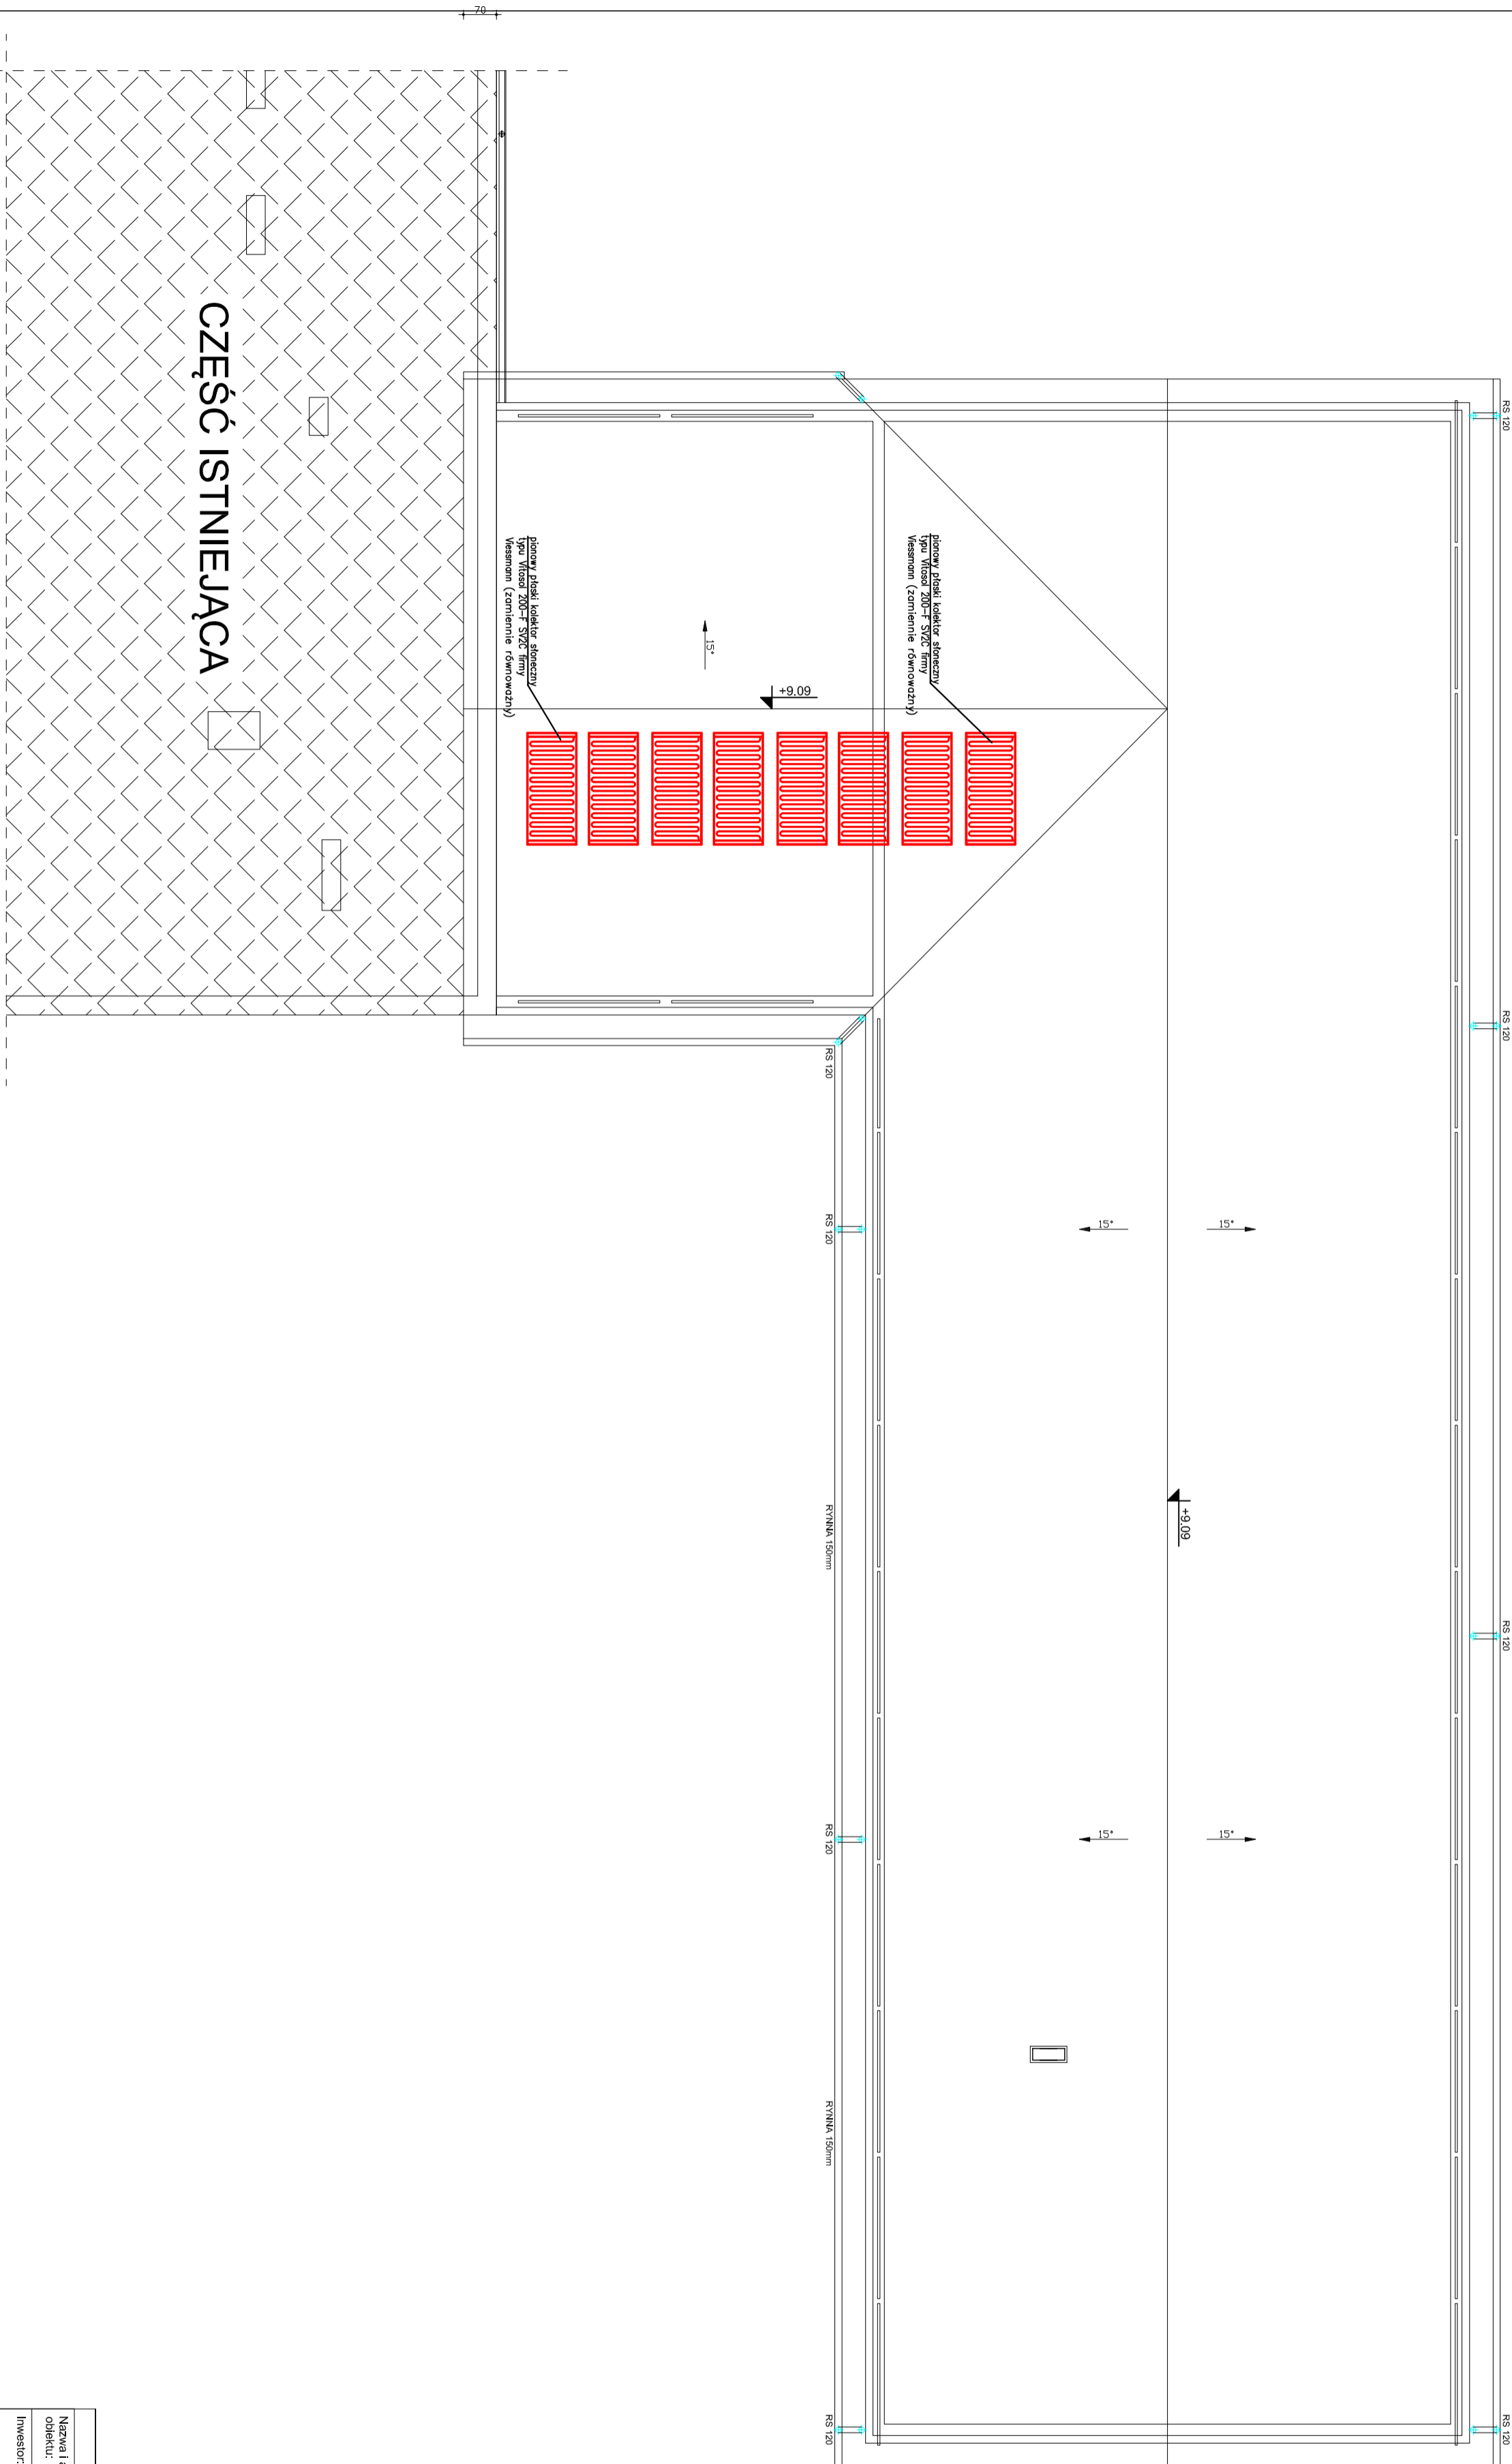 70
RS 120
RS 120
RS 120
RS 120
CZĘŚĆ ISTNIEJĄCA
pionowy płaski kolektor słoneczny
typu Vitosol 200-F SV2C firmy
Viessmann (zamiennie równoważny)
pionowy płaski kolektor słoneczny
typu Vitosol 200-F SV2C firmy
Viessmann (zamiennie równoważny)
15°
+9.09
RS 120
RS 120
15°
15°
+9.09
RYNNA 150mm
RS 120
15°
15°
RYNNA 150mm
RS 120
Nazwa i
obiektu:
Inwestor: